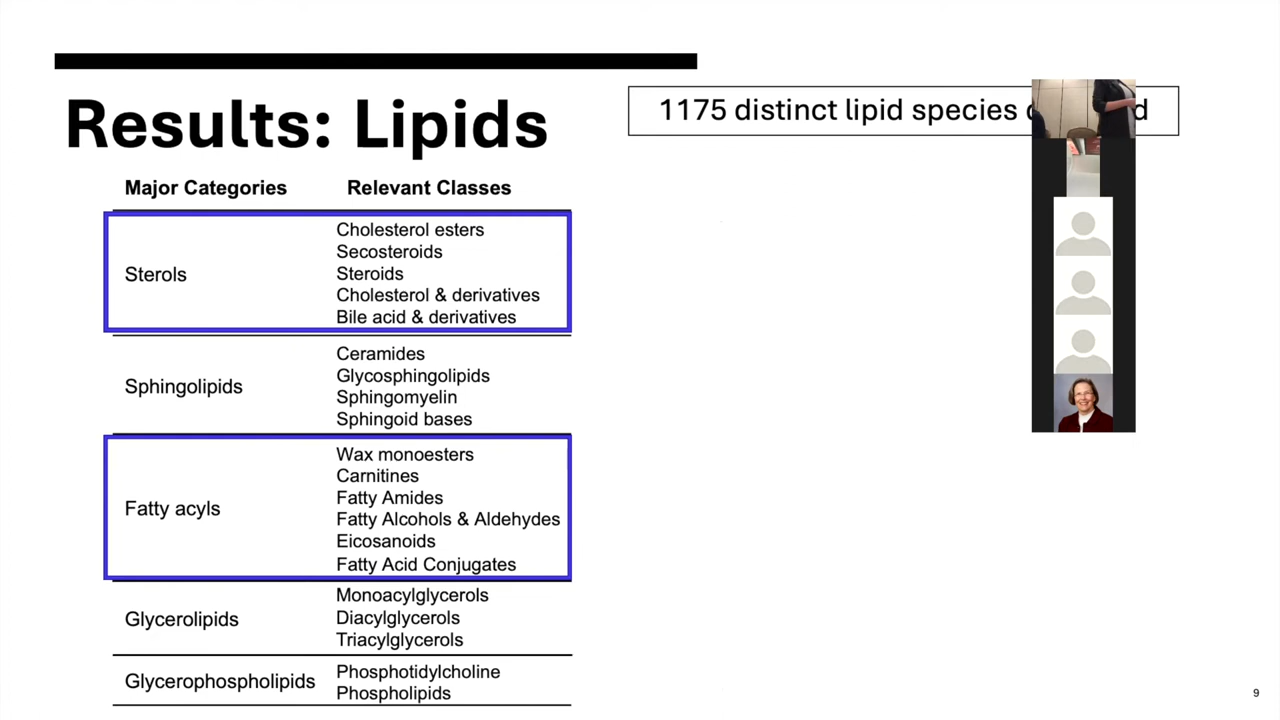 Results: Lipids
1175 distinct lipid species
Major Categories Relevant Classes
Sterols
Cholesterol esters
Secosteroids
Steroids
Cholesterol & derivatives
Bile acid & derivatives
Sphingolipids
Ceramides
Glycosphingolipids
Sphingomyelin
Sphingoid bases
Fatty acyls
Wax monoesters
Carnitines
Fatty Amides
Fatty Alcohols & Aldehydes
Eicosanoids
Fatty Acid Conjugates
Glycerolipids
Monoacylglycerols
Diacylglycerols
Triacylglycerols
Glycerophospholipids
Phosphotidylcholine
Phospholipids
9